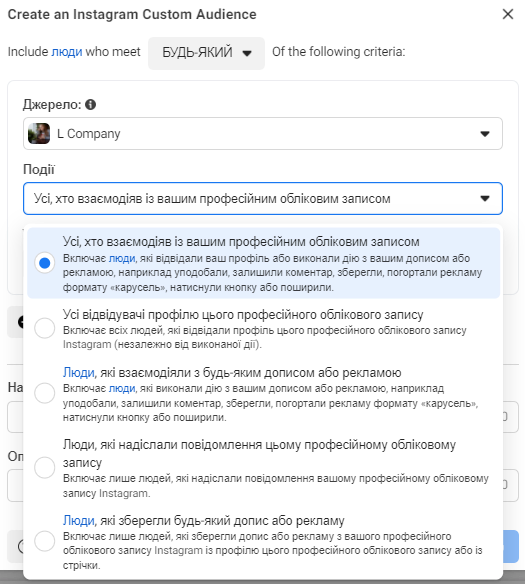 Create an Instagram Custom Audience
Include люди who meet БУДЬ-ЯКИЙ Of the following criteria:
Джерело:
L Company
Події
Усі, хто взаємодіяв із вашим професійним обліковим записом
Усі, хто взаємодіяв із вашим професійним обліковим записом
Включає люди, які відвідали ваш профіль або виконали дію з вашим дописом або
рекламою, наприклад уподобали, залишили коментар, зберегли, погортали рекламу
формату «карусель», натиснули кнопку або поширили.
Усі відвідувачі профілю цього професійного облікового запису
Включає всіх людей, які відвідали профіль цього професійного облікового запису
Instagram (незалежно від виконаної дії).
Люди, які взаємодіяли з будь-яким дописом або рекламою
Включає люди, які виконали дію з вашим дописом або рекламою, наприклад
уподобали, залишили коментар, зберегли, погортали рекламу формату «карусель»,
натиснули кнопку або поширили.
Люди, які надіслали повідомлення цьому професійному обліковому
запису
Включає лише людей, які надіслали повідомлення вашому професійному обліковому
запису Instagram.
Люди, які зберегли будь-який допис або рекламу
Включає лише людей, які зберегли допис або рекламу з вашого професійного
облікового запису Instagram із профілю цього професійного облікового запису або із
стрічки.
На
0
Оп
0